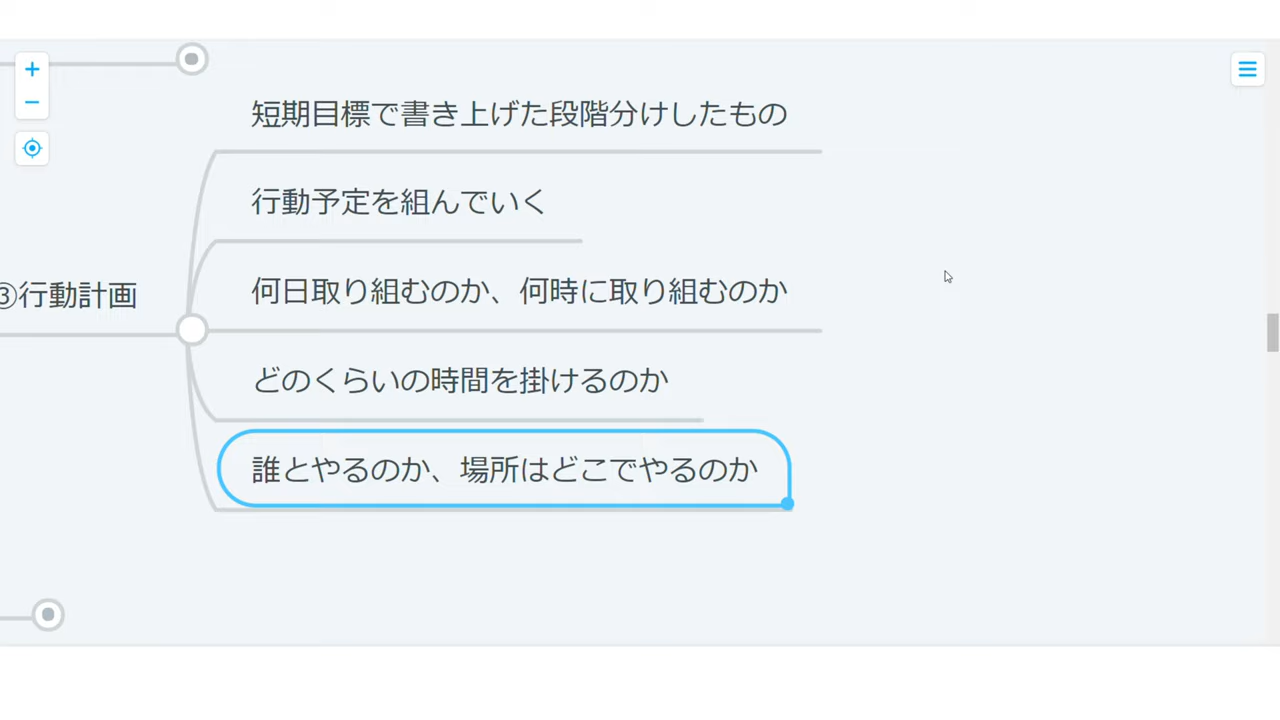 短期目標で書き上げた段階分けしたもの
行動予定を組んでいく
③行動計画
何日取り組むのか、何時に取り組むのか
どのくらいの時間を掛けるのか
誰とやるのか、場所はどこでやるのか